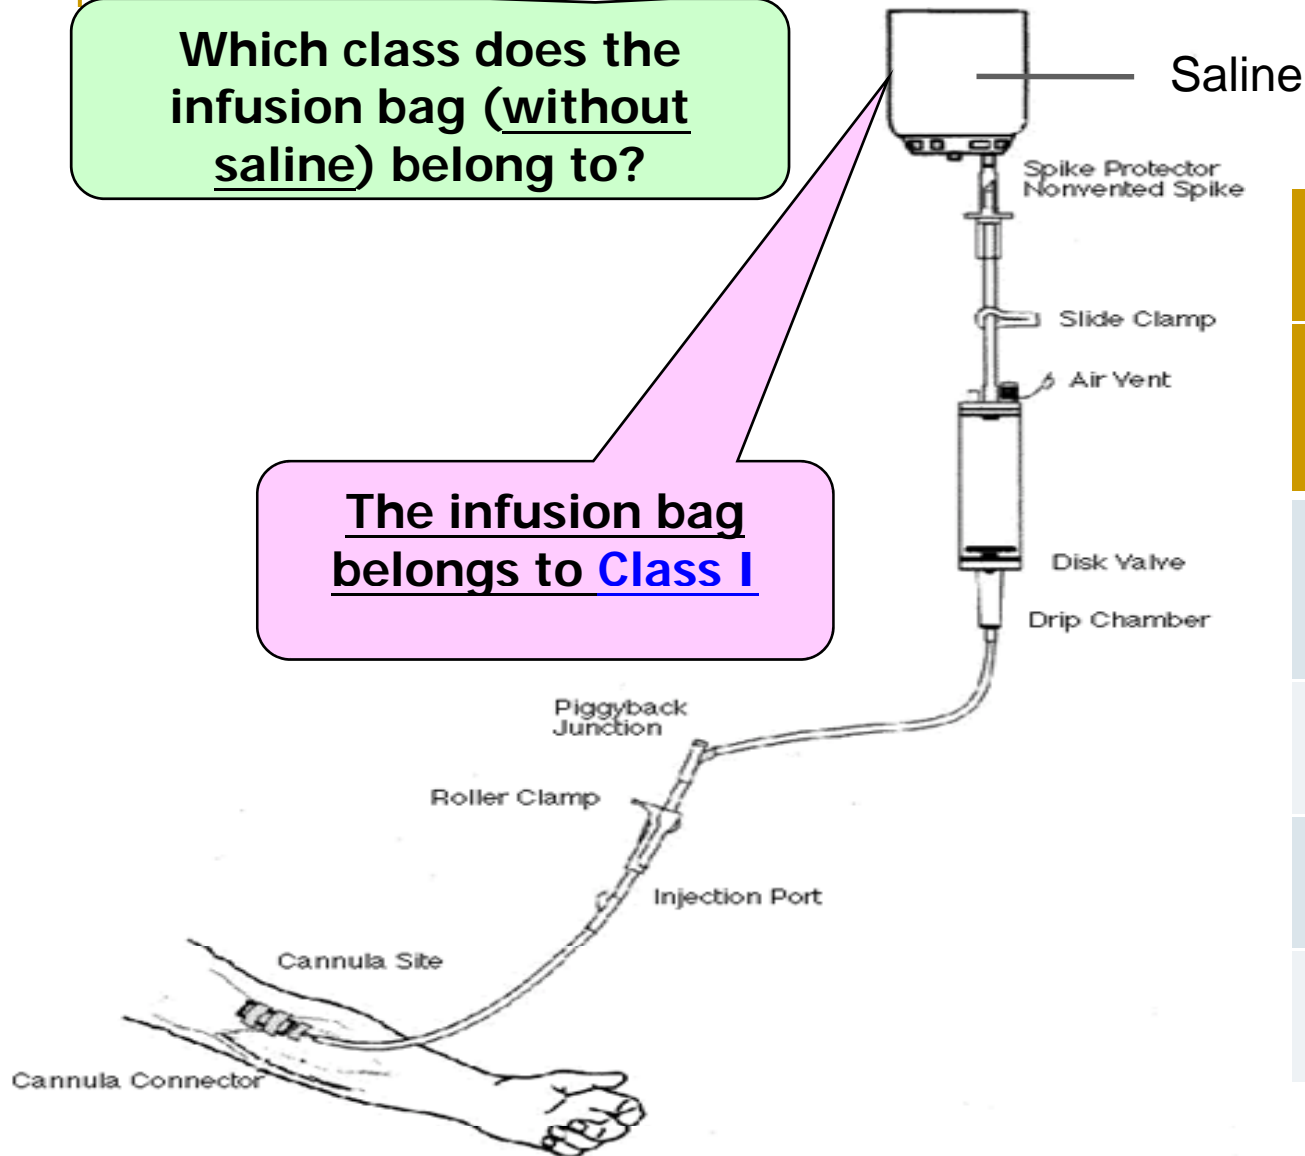 Which class does the
infusion bag (without
saline) belong to?
Saline
Spike Protector
Nonvented Spike
Slide Clamp
Air Vent
The infusion bag
belongs to Class I
Disk Valve
Drip Chamber
Piggyback
Junction
Roller Clamp
Injection Port
Cannula Site
Cannula Connector